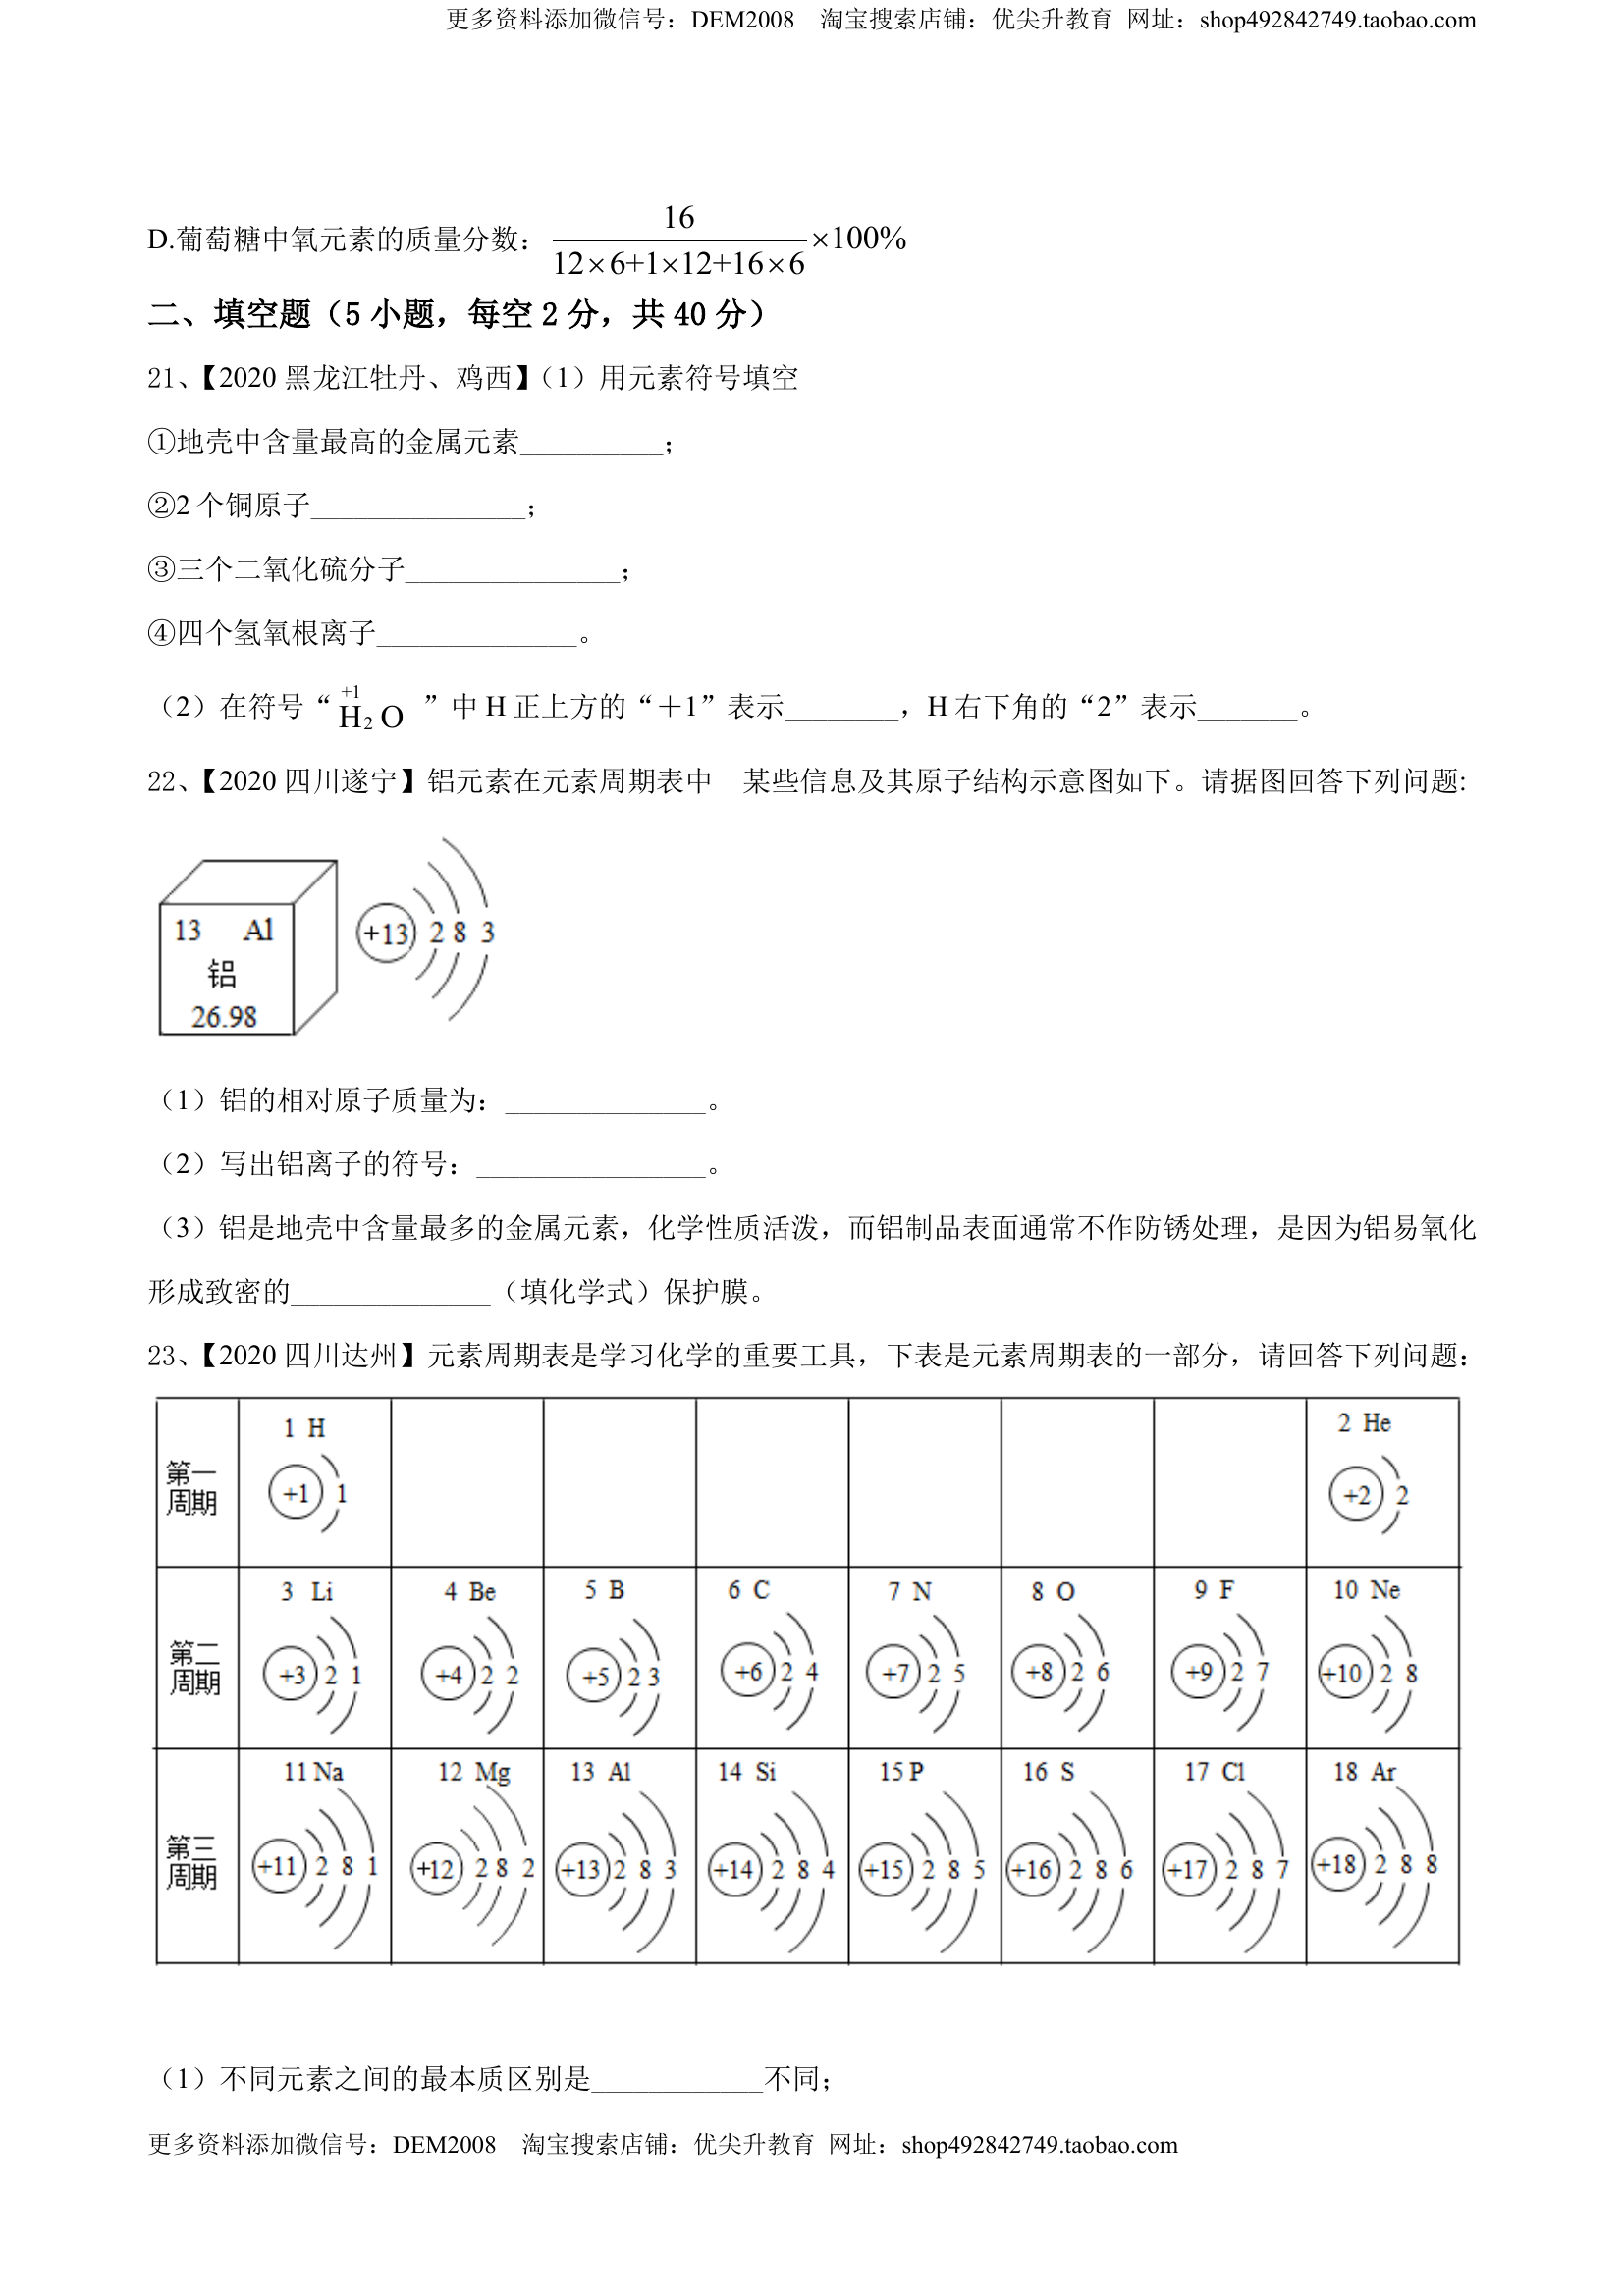 更多资料添加微信号：DEM2008 淘宝搜索店铺：优尖升教育 网址：shop492842749.taobao.com
D.葡萄糖中氧元素的质量分数： 16/(12×6+1×12+16×6) ×100%
二、填空题（5 小题，每空 2 分，共 40 分）
21、【2020 黑龙江牡丹、鸡西】（1）用元素符号填空
①地壳中含量最高的金属元素__________；
②2 个铜原子_______________；
③三个二氧化硫分子_______________；
④四个氢氧根离子______________。
（2）在符号“ +1 H₂O ”中 H 正上方的“＋1”表示________，H 右下角的“2”表示_______。
22、【2020 四川遂宁】铝元素在元素周期表中 某些信息及其原子结构示意图如下。请据图回答下列问题:
13 Al
铝
26.98
+13 2 8 3
（1）铝的相对原子质量为：______________。
（2）写出铝离子的符号：________________。
（3）铝是地壳中含量最多的金属元素，化学性质活泼，而铝制品表面通常不作防锈处理，是因为铝易氧化
形成致密的______________（填化学式）保护膜。
23、【2020 四川达州】元素周期表是学习化学的重要工具，下表是元素周期表的一部分，请回答下列问题：
第一周期
1 H 2 He
+1 1 +2 2
第二周期
3 Li 4 Be 5 B 6 C 7 N 8 O 9 F 10 Ne
+3 2 1 +4 2 2 +5 2 3 +6 2 4 +7 2 5 +8 2 6 +9 2 7 +10 2 8
第三周期
11 Na 12 Mg 13 Al 14 Si 15 P 16 S 17 Cl 18 Ar
+11 2 8 1 +12 2 8 2 +13 2 8 3 +14 2 8 4 +15 2 8 5 +16 2 8 6 +17 2 8 7 +18 2 8 8
（1）不同元素之间的最本质区别是____________不同；
更多资料添加微信号：DEM2008 淘宝搜索店铺：优尖升教育 网址：shop492842749.taobao.com